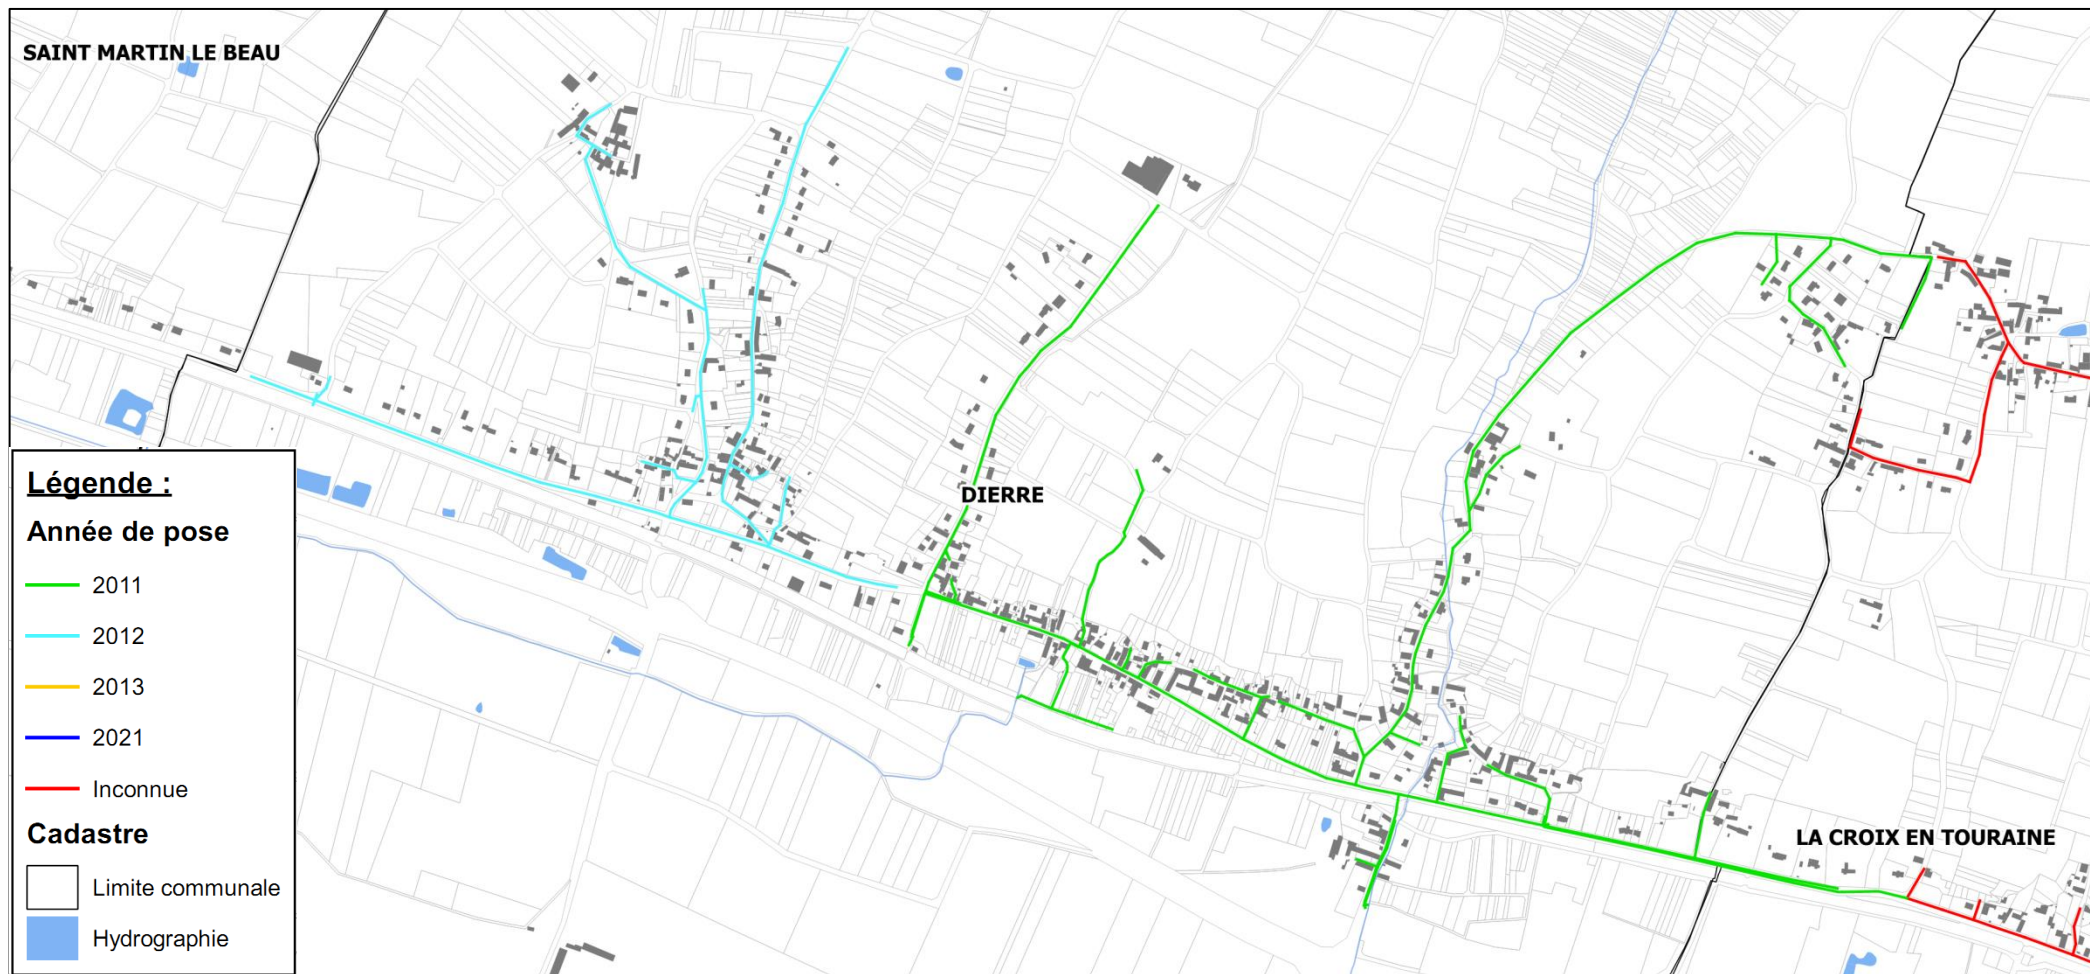 SAINT MARTIN LE BEAU
DIERRE
LA CROIX EN TOURAINE
Légende :
Année de pose
2011
2012
2013
2021
Inconnue
Cadastre
Limite communale
Hydrographie